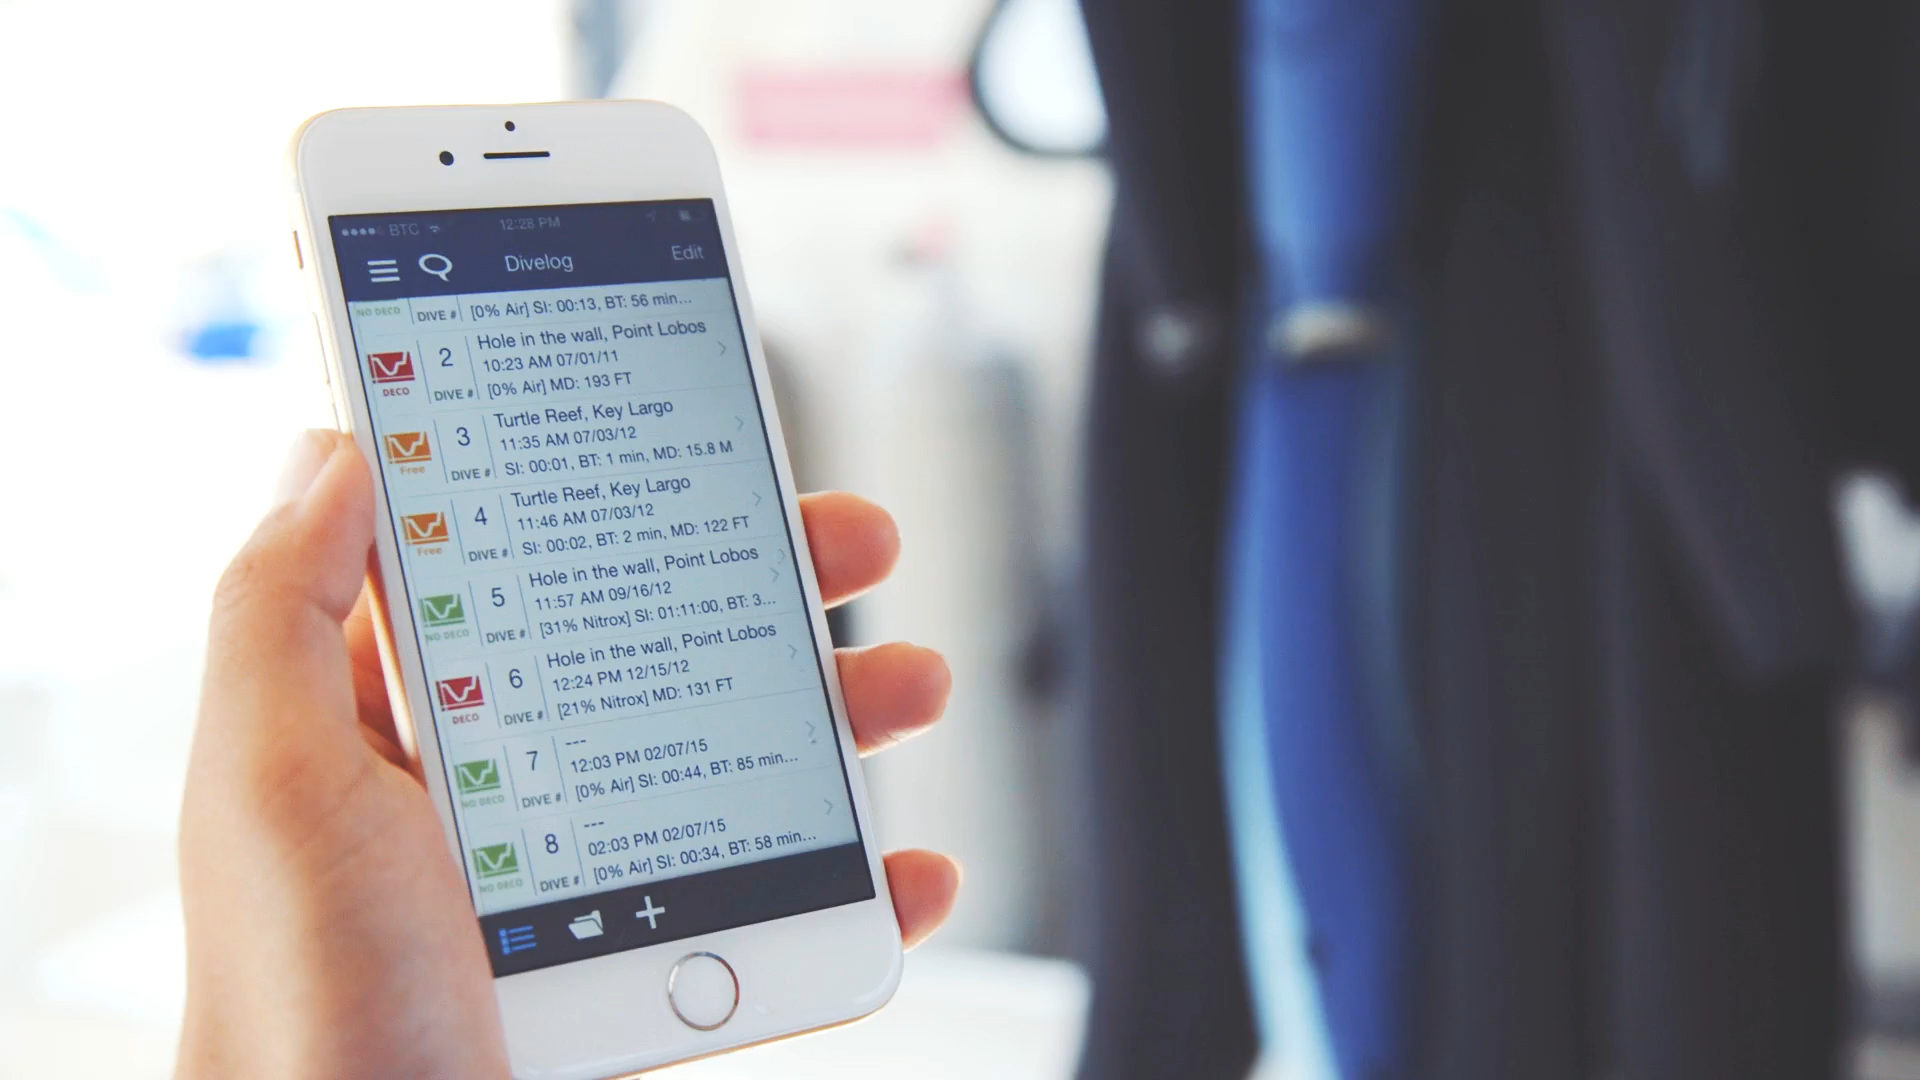 BTC 12:28 PM
Divelog Edit
NO DECO DIVE # [0% Air] SI: 00:13, BT: 56 min...
Hole in the wall, Point Lobos
2 10:23 AM 07/01/11
DECO DIVE # [0% Air] MD: 193 FT
Turtle Reef, Key Largo
3 11:35 AM 07/03/12
Free DIVE # SI: 00:01, BT: 1 min, MD: 15.8 M
Turtle Reef, Key Largo
4 11:46 AM 07/03/12
Free DIVE # SI: 00:02, BT: 2 min, MD: 122 FT
Hole in the wall, Point Lobos
5 11:57 AM 09/16/12
NO DECO DIVE # [31% Nitrox] SI: 01:11:00, BT: 3...
Hole in the wall, Point Lobos
6 12:24 PM 12/15/12
DECO DIVE # [21% Nitrox] MD: 131 FT
---
7 12:03 PM 02/07/15
NO DECO DIVE # [0% Air] SI: 00:44, BT: 85 min...
---
8 02:03 PM 02/07/15
NO DECO DIVE # [0% Air] SI: 00:34, BT: 58 min...